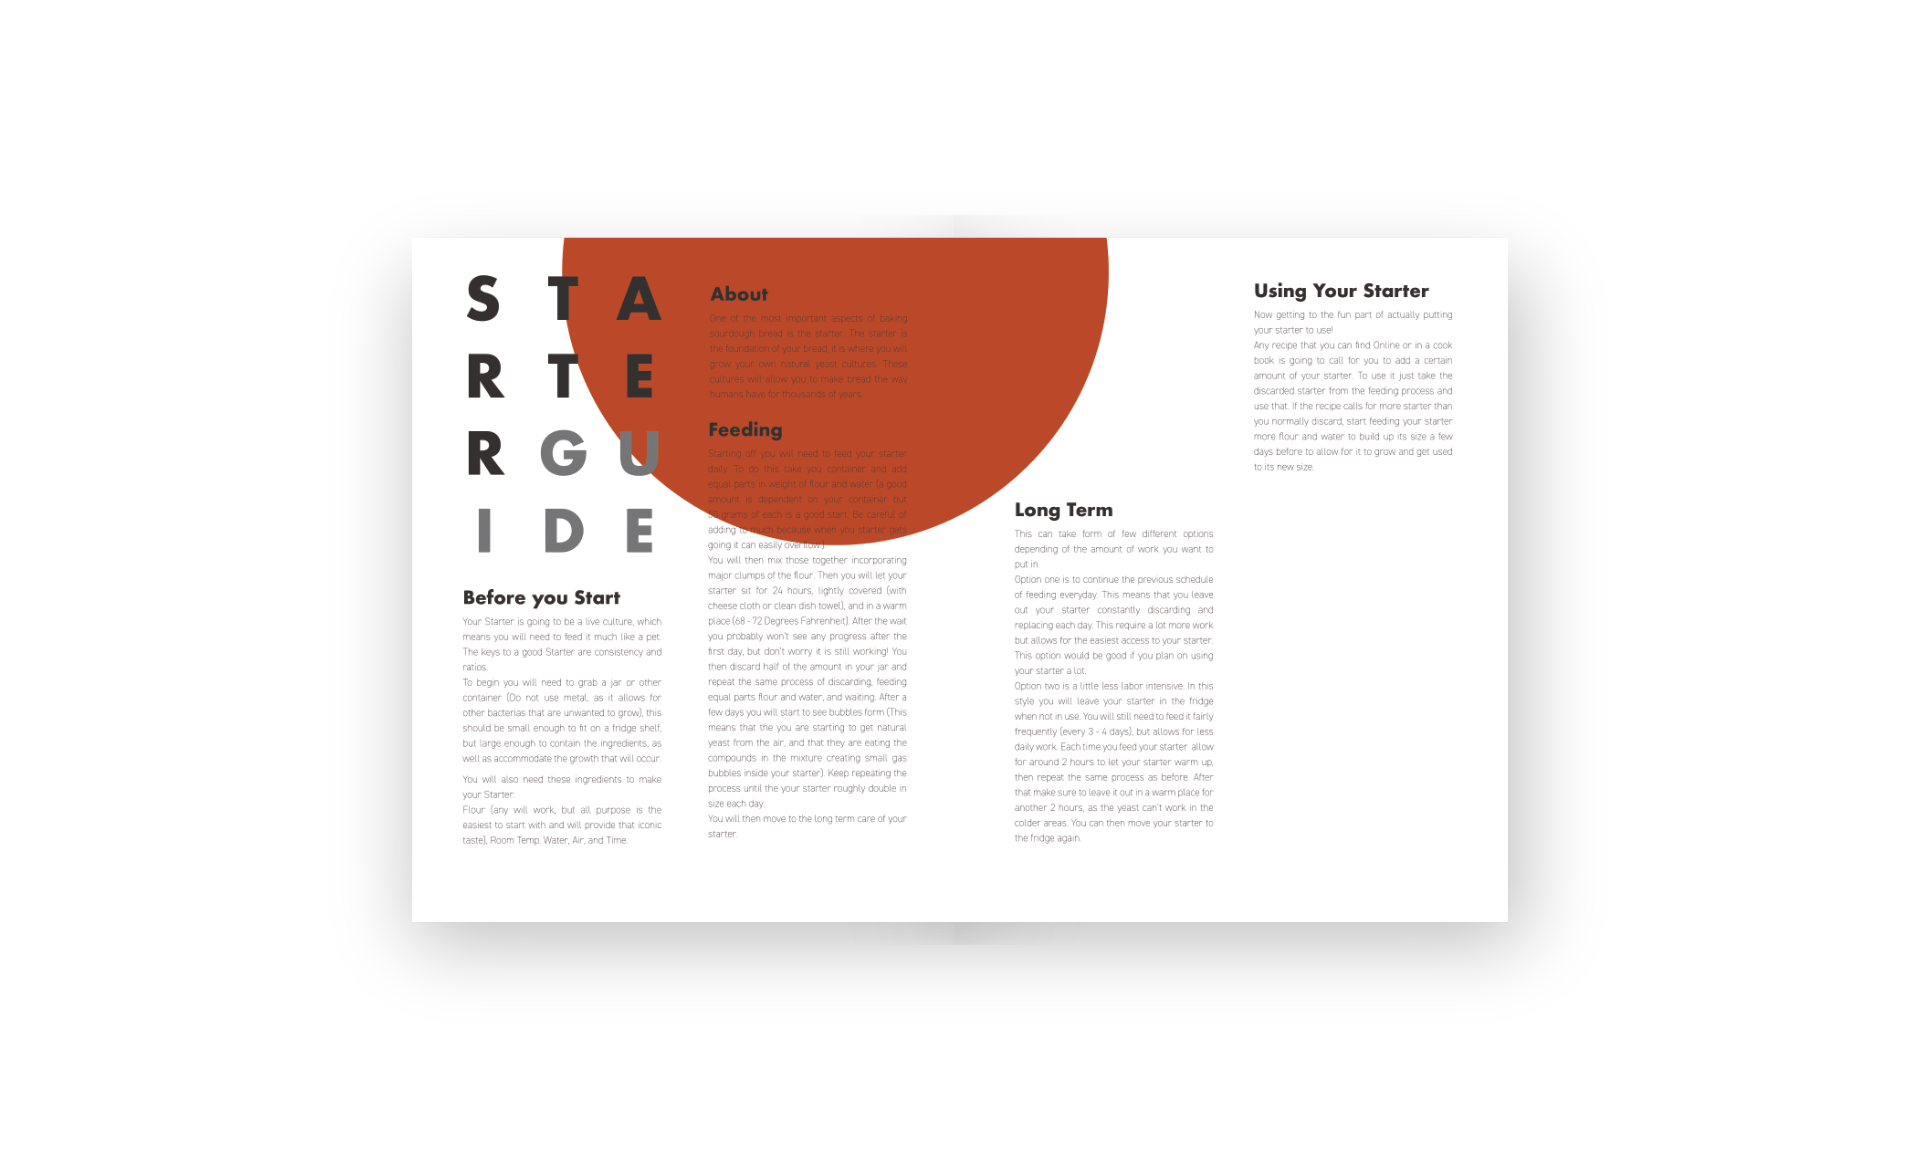 S T A
R T E
R G U
I D E
Before you Start
Your Starter is going to be a live culture, which
means you will need to feed it much like a pet.
The keys to a good Starter are consistency and
ratios.
To begin you will need to grab a jar or other
container (Do not use metal, as it allows for
other bacterias that are unwanted to grow), this
should be small enough to fit on a fridge shelf,
but large enough to contain the ingredients, as
well as accommodate the growth that will occur.
You will also need these ingredients to make
your Starter:
Flour (any will work, but all purpose is the
easiest to start with and will provide that iconic
taste), Room Temp. Water, Air, and Time.
About
One of the most important aspects of baking
sourdough bread is the starter. The starter is
the foundation of your bread, it is where you will
grow your own natural yeast cultures. These
cultures will allow you to make bread the way
humans have for thousands of years.
Feeding
Starting off you will need to feed your starter
daily. To do this take you container and add
equal parts in weight of flour and water (a good
amount is dependent on your container but
50 grams of each is a good start. Be careful of
adding to much because when you starter gets
going it can easily over flow.)
You will then mix those together incorporating
major clumps of the flour. Then you will let your
starter sit for 24 hours, lightly covered (with
cheese cloth or clean dish towel), and in a warm
place (68 - 72 Degrees Fahrenheit). After the wait
you probably won't see any progress after the
first day, but don't worry it is still working! You
then discard half of the amount in your jar and
repeat the same process of discarding, feeding
equal parts flour and water, and waiting. After a
few days you will start to see bubbles form (This
means that the you are starting to get natural
yeast from the air, and that they are eating the
compounds in the mixture creating small gas
bubbles inside your starter). Keep repeating the
process until the your starter roughly double in
size each day.
You will then move to the long term care of your
starter.
Long Term
This can take form of few different options
depending of the amount of work you want to
put in.
Option one is to continue the previous schedule
of feeding everyday. This means that you leave
out your starter constantly discarding and
replacing each day. This require a lot more work
but allows for the easiest access to your starter.
This option would be good if you plan on using
your starter a lot.
Option two is a little less labor intensive. In this
style you will leave your starter in the fridge
when not in use. You will still need to feed it fairly
frequently (every 3 - 4 days), but allows for less
daily work. Each time you feed your starter allow
for around 2 hours to let your starter warm up,
then repeat the same process as before. After
that make sure to leave it out in a warm place for
another 2 hours, as the yeast can't work in the
colder areas. You can then move your starter to
the fridge again.
Using Your Starter
Now getting to the fun part of actually putting
your starter to use!
Any recipe that you can find Online or in a cook
book is going to call for you to add a certain
amount of your starter. To use it just take the
discarded starter from the feeding process and
use that. If the recipe calls for more starter than
you normally discard, start feeding your starter
more flour and water to build up its size a few
days before to allow for it to grow and get used
to its new size.